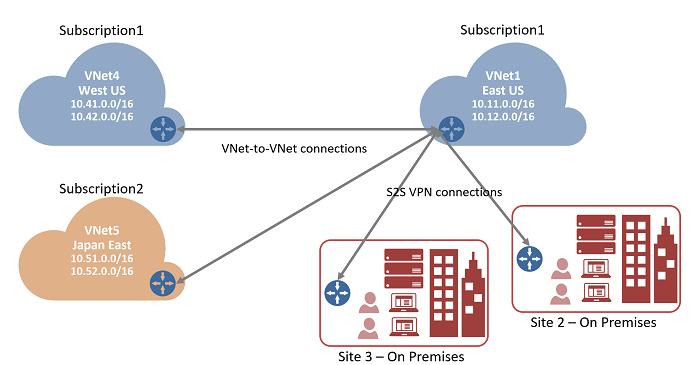 Subscription1
VNet4
West US
10.41.0.0/16
10.42.0.0/16
Subscription1
VNet1
East US
10.11.0.0/16
10.12.0.0/16
VNet-to-VNet connections
Subscription2
VNet5
Japan East
10.51.0.0/16
10.52.0.0/16
S2S VPN connections
Site 2 – On Premises
Site 3 – On Premises